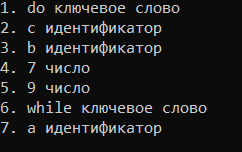 1. do ключевое слово
2. c идентификатор
3. b идентификатор
4. 7 число
5. 9 число
6. while ключевое слово
7. a идентификатор